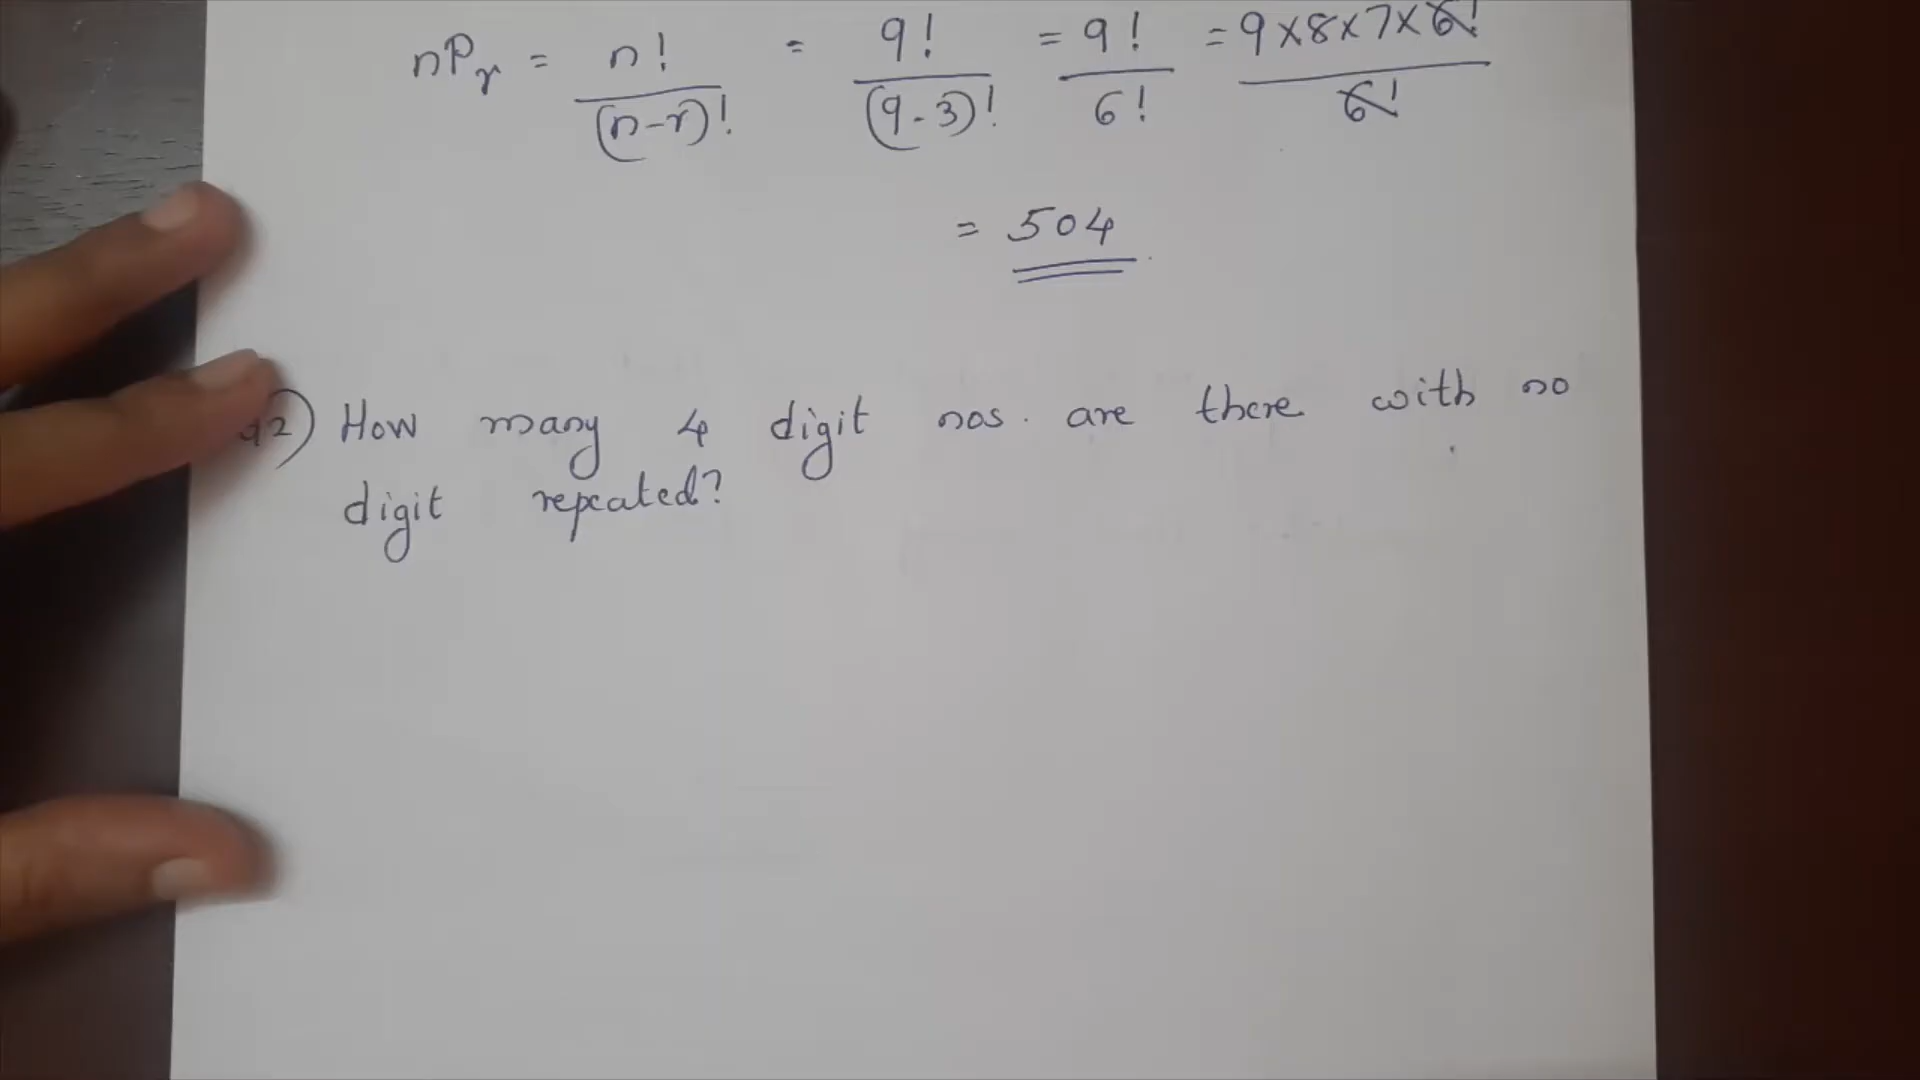 nPr = n!/(n-r)! = 9!/(9-3)! = 9!/6! = 9×8×7×6!/6!
= 504
2) How many 4 digit nos. are there with no
digit repeated?